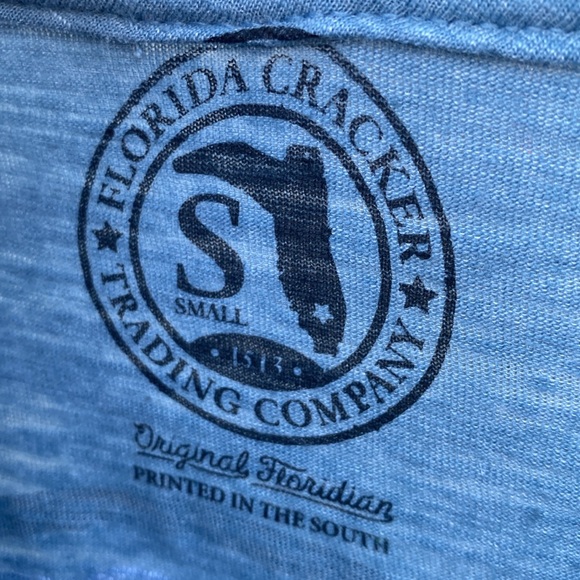 FLORIDA CRACKER
TRADING COMPANY
S
SMALL
1513
Original Floridian
PRINTED IN THE SOUTH